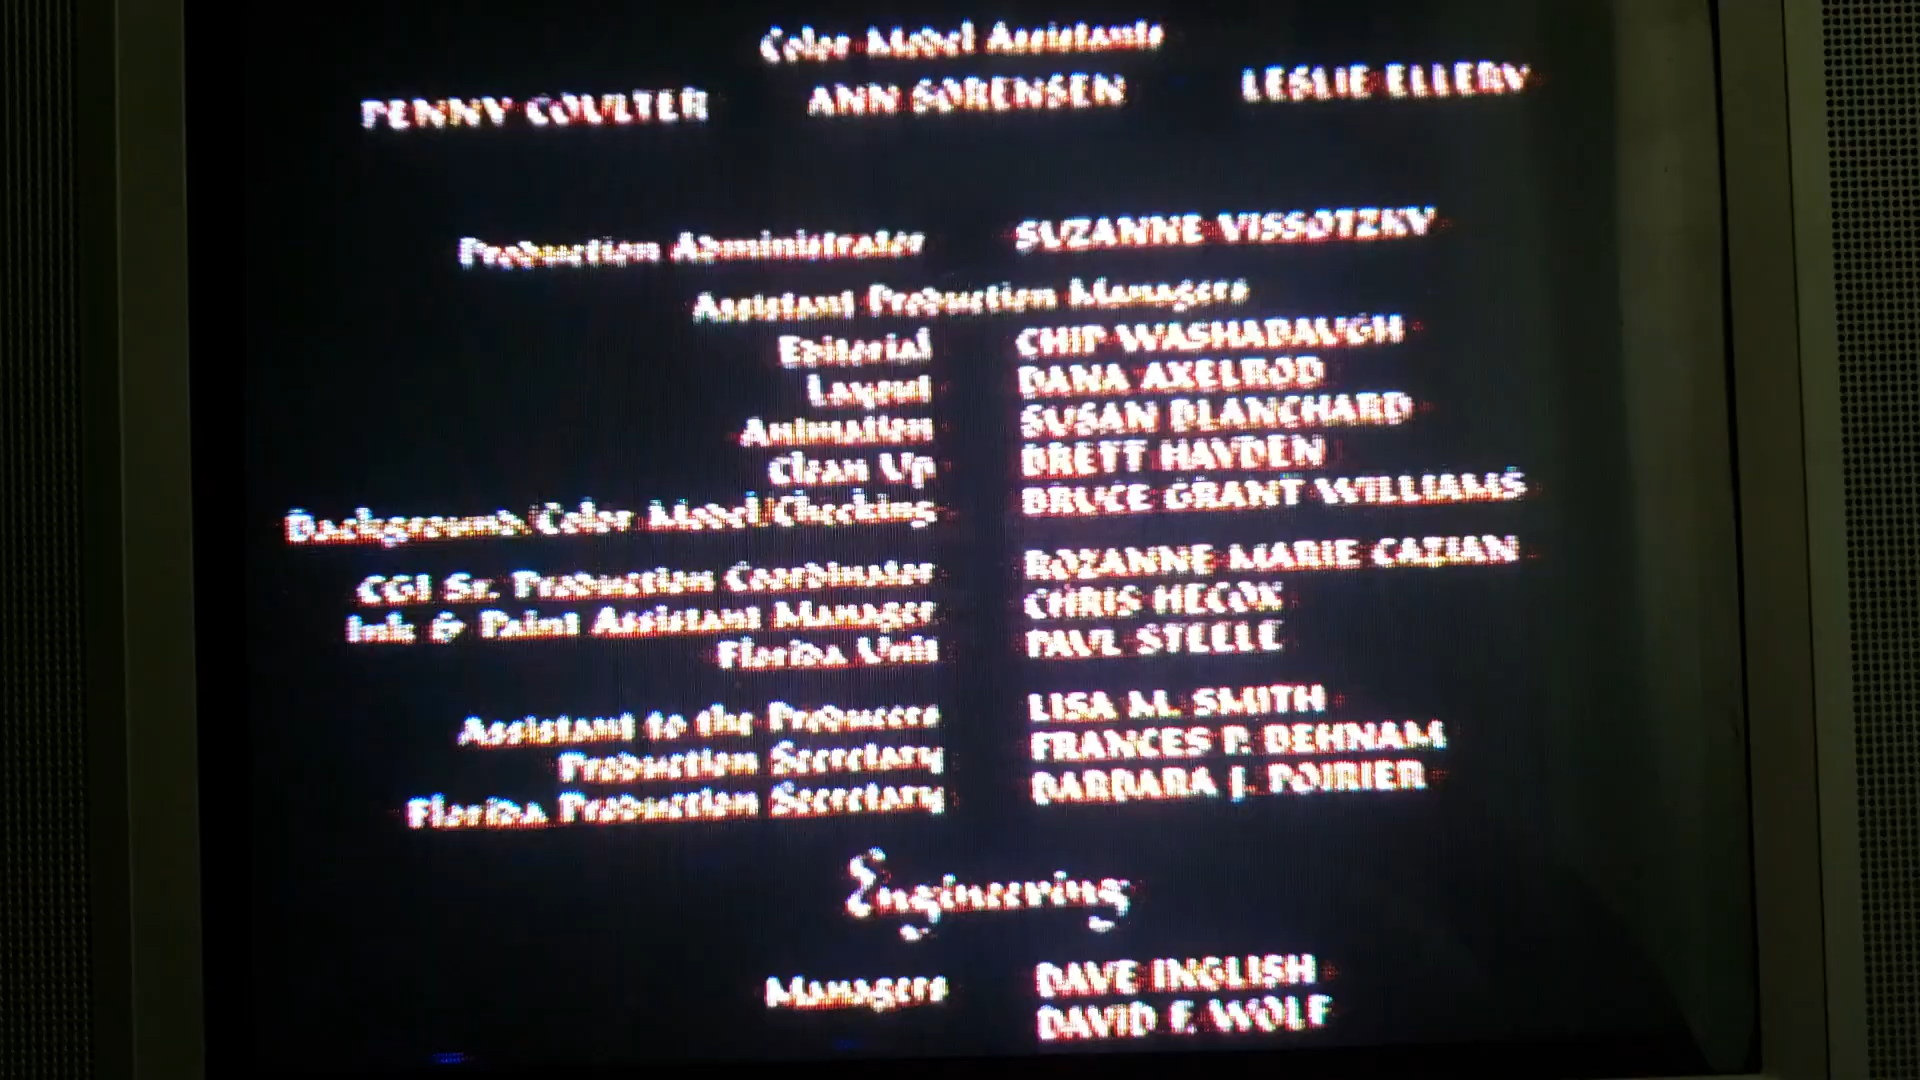 Color Model Assistants
PENNY COULTER ANN SORENSEN LESLIE ELLERY
Production Administrator SUZANNE VISSOTZKY
Assistant Production Managers
Editorial CHIP WASHABAUGH
Layout DANA AXELROD
Animation SUSAN BLANCHARD
Clean Up BRETT HAYDEN
Background/Color Model/Checking BRUCE GRANT WILLIAMS
CGI Sr. Production Coordinator ROZANNE MARIE CAZIAN
Ink & Paint Assistant Manager CHRIS HECOX
Florida Unit PAUL STEELE
Assistant to the Producers LISA M. SMITH
Production Secretary FRANCES P. BEHNAM
Florida Production Secretary BARBARA J. POIRIER
Engineering
Managers DAVE INGLISH
DAVID F. WOLF